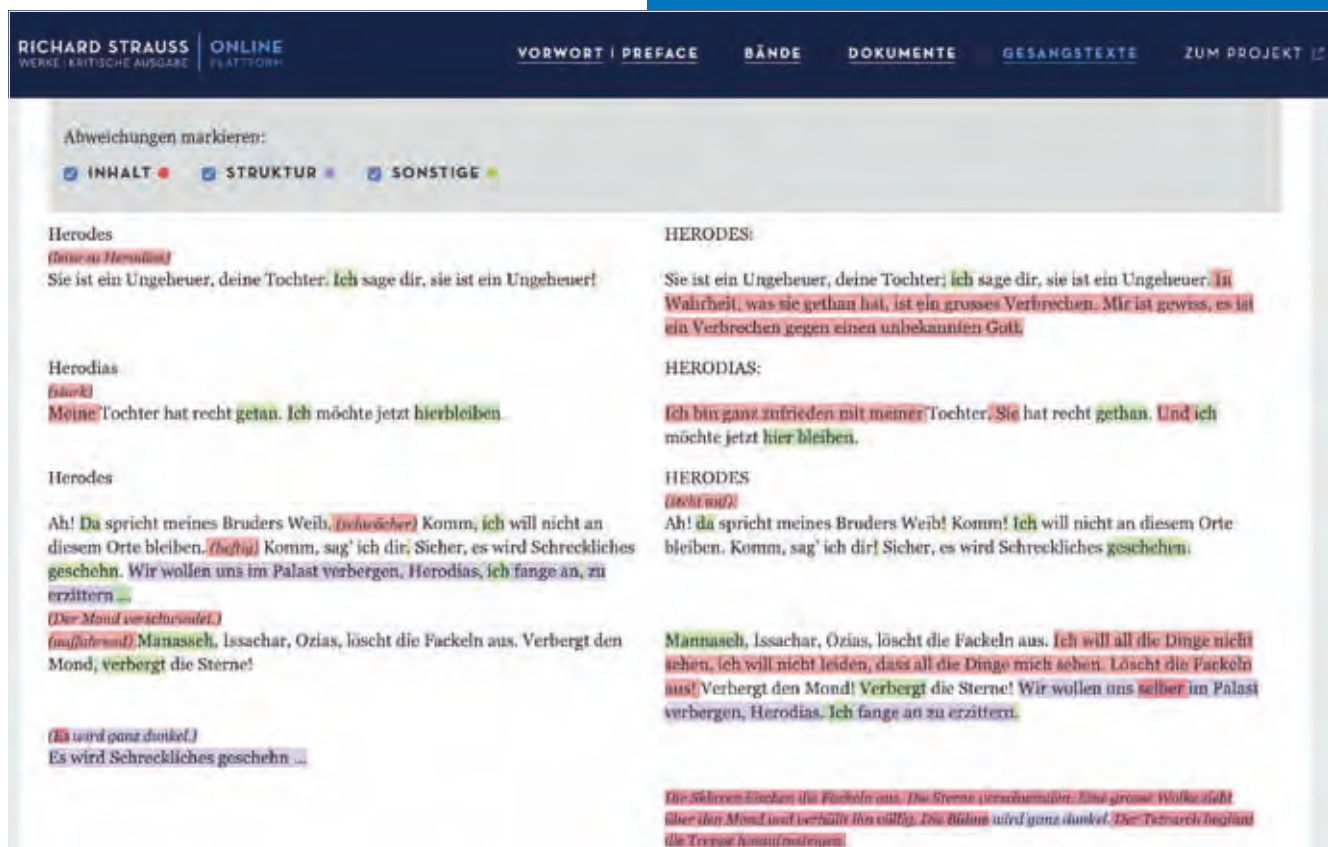 RICHARD STRAUSS | ONLINE
WERKE | KRITISCHE AUSGABE | PLATTFORM
VORWORT | PREFACE BÄNDE DOKUMENTE GESANGSTEXTE ZUM PROJEKT
Abweichungen markieren:
INHALT STRUKTUR SONSTIGE
Herodes
(leise zu Herodias)
Sie ist ein Ungeheuer, deine Tochter. Ich sage dir, sie ist ein Ungeheuer!
Herodias
(stark)
Meine Tochter hat recht getan. Ich möchte jetzt hierbleiben.
Herodes
Ah! Da spricht meines Bruders Weib. (schwächer) Komm, ich will nicht an
diesem Orte bleiben. (heftig) Komm, sag' ich dir. Sicher, es wird Schreckliches
geschehn. Wir wollen uns im Palast verbergen, Herodias, ich fange an, zu
erzittern ...
(Der Mond verschwindet.)
(auffahrend) Manasseh, Issachar, Ozias, löscht die Fackeln aus. Verbergt den
Mond, verbergt die Sterne!
(Es wird ganz dunkel.)
Es wird Schreckliches geschehn ...
HERODES:
Sie ist ein Ungeheuer, deine Tochter; ich sage dir, sie ist ein Ungeheuer. In
Wahrheit, was sie gethan hat, ist ein grosses Verbrechen. Mir ist gewiss, es ist
ein Verbrechen gegen einen unbekannten Gott.
HERODIAS:
Ich bin ganz zufrieden mit meiner Tochter. Sie hat recht gethan. Und ich
möchte jetzt hier bleiben.
HERODES
(steht auf):
Ah! da spricht meines Bruders Weib! Komm! Ich will nicht an diesem Orte
bleiben. Komm, sag' ich dir! Sicher, es wird Schreckliches geschehen.
Mannaseh, Issachar, Ozias, löscht die Fackeln aus. Ich will all die Dinge nicht
sehen, ich will nicht leiden, dass all die Dinge mich sehen. Löscht die Fackeln
aus! Verbergt den Mond! Verbergt die Sterne! Wir wollen uns selber im Palast
verbergen, Herodias. Ich fange an zu erzittern.
Die Sklaven löschen die Fackeln aus. Die Sterne verschwinden. Eine grosse Wolke zieht
über den Mond und verhüllt ihn völlig. Die Bühne wird ganz dunkel. Der Tetrarch beginnt
die Treppe hinaufzusteigen.